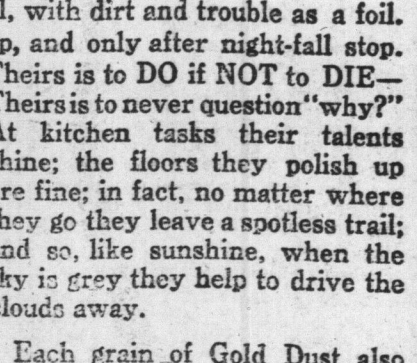 l, with dirt and trouble as a foil.
p, and only after night-fall stop.
Theirs is to DO if NOT to DIE—
Theirs is to never question "why?"
At kitchen tasks their talents
hine; the floors they polish up
re fine; in fact, no matter where
hey go they leave a spotless trail;
nd so, like sunshine, when the
ky is grey they help to drive the
louds away.
Each grain of Gold Dust also